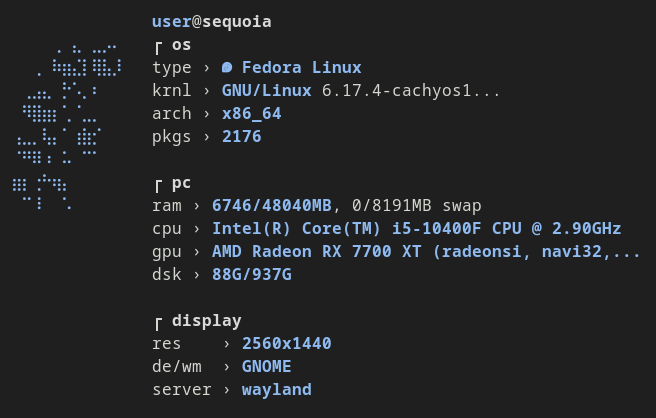 user@sequoia
┌ os
type › Fedora Linux
krnl › GNU/Linux 6.17.4-cachyos1...
arch › x86_64
pkgs › 2176
┌ pc
ram › 6746/48040MB, 0/8191MB swap
cpu › Intel(R) Core(TM) i5-10400F CPU @ 2.90GHz
gpu › AMD Radeon RX 7700 XT (radeonsi, navi32,...
dsk › 88G/937G
┌ display
res › 2560x1440
de/wm › GNOME
server › wayland